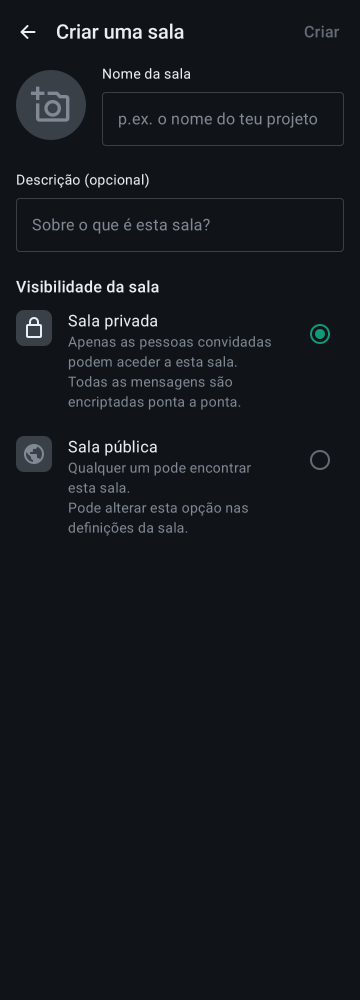 Criar uma sala
Criar
Nome da sala
p.ex. o nome do teu projeto
Descrição (opcional)
Sobre o que é esta sala?
Visibilidade da sala
Sala privada
Apenas as pessoas convidadas
podem aceder a esta sala.
Todas as mensagens são
encriptadas ponta a ponta.
Sala pública
Qualquer um pode encontrar
esta sala.
Pode alterar esta opção nas
definições da sala.